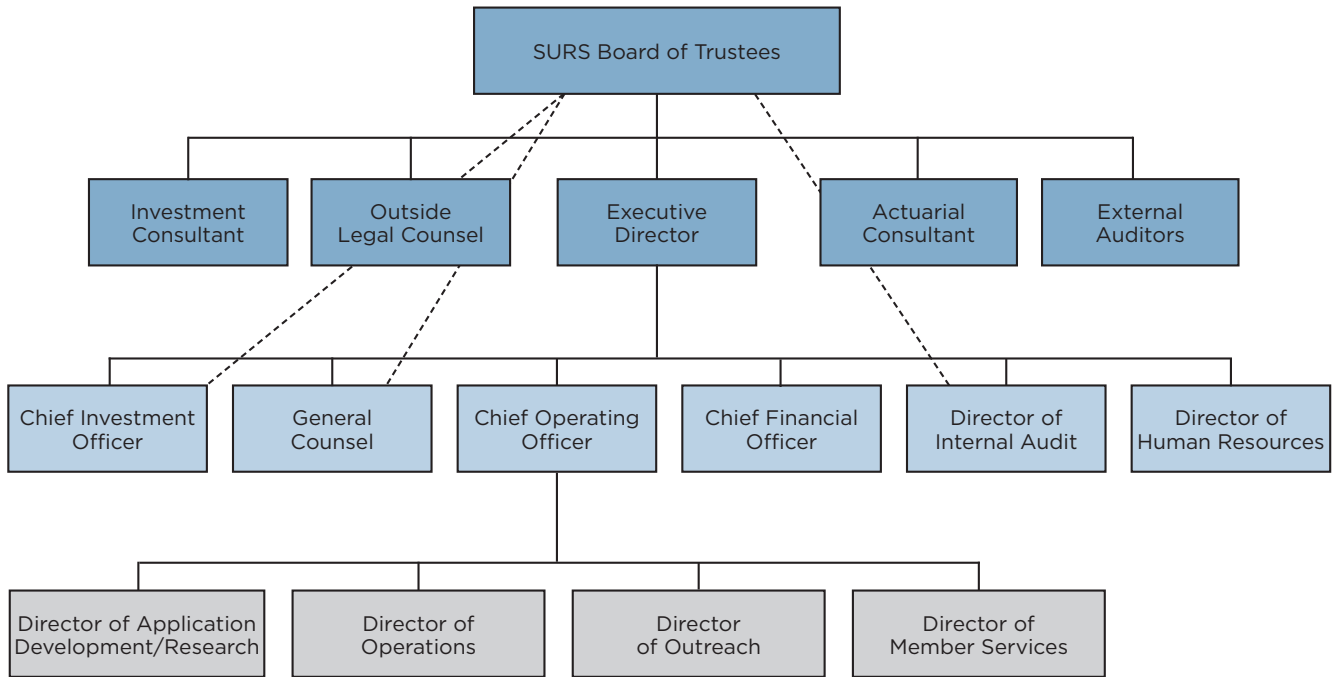 SURS Board of Trustees
Investment
Consultant
Outside
Legal Counsel
Executive
Director
Actuarial
Consultant
External
Auditors
Chief Investment
Officer
General
Counsel
Chief Operating
Officer
Chief Financial
Officer
Director of
Internal Audit
Director of
Human Resources
Director of Application
Development/Research
Director of
Operations
Director
of Outreach
Director of
Member Services